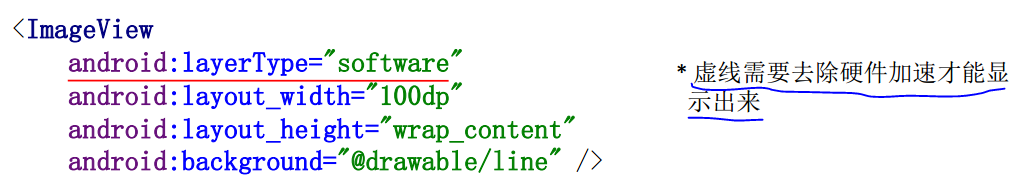 <ImageView
android:layerType="software"
android:layout_width="100dp"
android:layout_height="wrap_content"
android:background="@drawable/line" />
*虚线需要去除硬件加速才能显
示出来